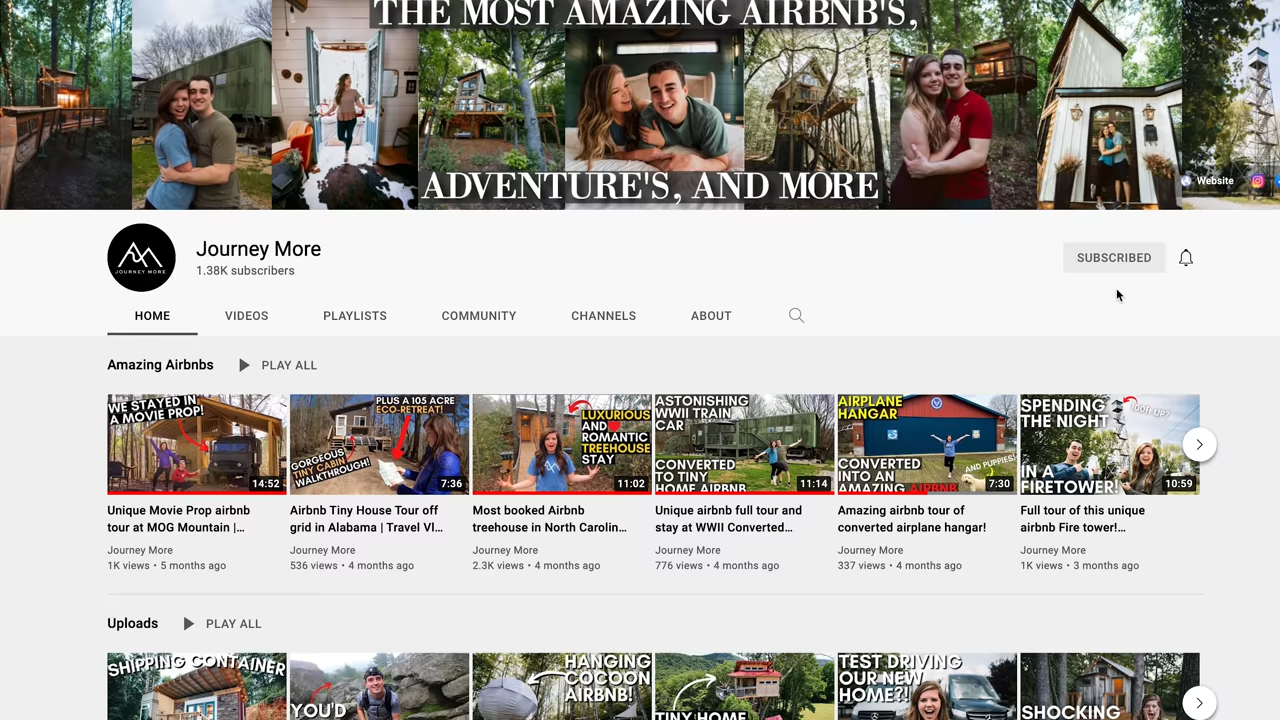 THE MOST AMAZING AIRBNB'S,
ADVENTURE'S, AND MORE
Website
JOURNEY MORE
Journey More
1.38K subscribers
SUBSCRIBED
HOME
VIDEOS
PLAYLISTS
COMMUNITY
CHANNELS
ABOUT
Amazing Airbnbs
PLAY ALL
WE STAYED IN
A MOVIE PROP!
14:52
PLUS A 105 ACRE
ECO-RETREAT!
GORGEOUS
TINY CABIN
WALKTHROUGH!
7:36
LUXURIOUS
AND
ROMANTIC
TREEHOUSE
STAY
11:02
ASTONISHING
WWII TRAIN
CAR
CONVERTED
TO TINY
HOME AIRBNB
11:14
AIRPLANE
HANGAR
CONVERTED
INTO AN
AMAZING AIRBNB
AND PUPPIES!
7:30
SPENDING
THE NIGHT
100ft UP?
IN A
FIRETOWER!
10:59
Unique Movie Prop airbnb
tour at MOG Mountain |...
Journey More
1K views • 5 months ago
Airbnb Tiny House Tour off
grid in Alabama | Travel VI...
Journey More
536 views • 4 months ago
Most booked Airbnb
treehouse in North Carolin...
Journey More
2.3K views • 4 months ago
Unique airbnb full tour and
stay at WWII Converted...
Journey More
776 views • 4 months ago
Amazing airbnb tour of
converted airplane hangar!
Journey More
337 views • 4 months ago
Full tour of this unique
airbnb Fire tower!...
Journey More
1K views • 3 months ago
Uploads
PLAY ALL
SHIPPING CONTAINER
YOU'D
HANGING
COCOON
AIRBNB!
TINY HOME
TEST DRIVING
OUR NEW
HOME?!
SHOCKING